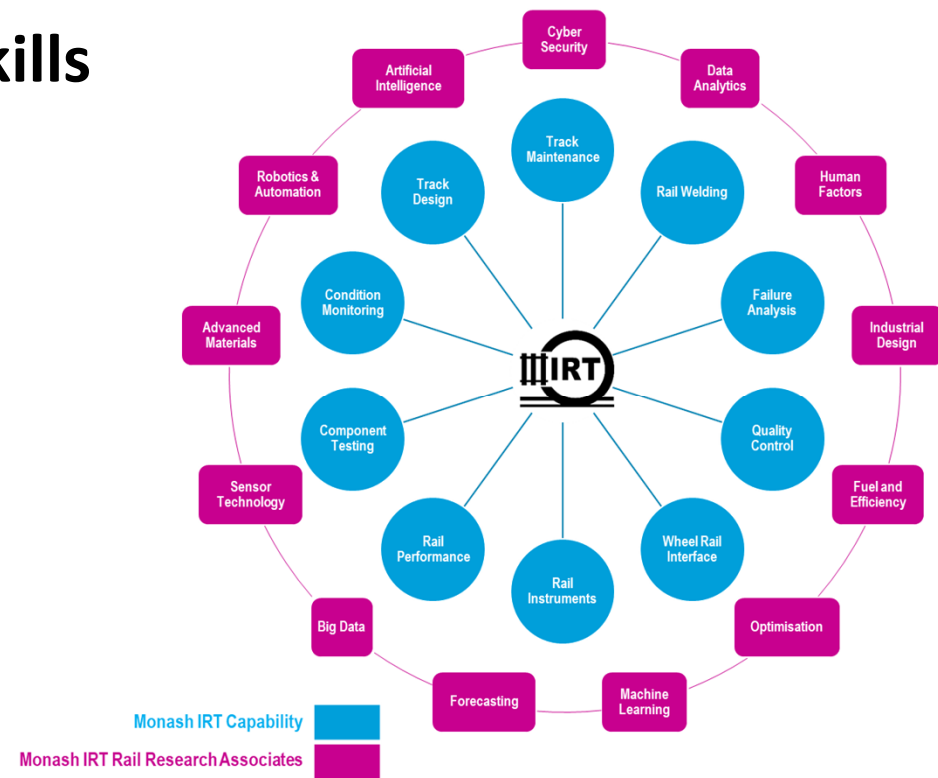 kills
Cyber
Security
Artificial
Intelligence
Data
Analytics
Track
Maintenance
Robotics &
Automation
Track
Design
Rail Welding
Human
Factors
Condition
Monitoring
Failure
Analysis
Advanced
Materials
Industrial
Design
IRT
Component
Testing
Quality
Control
Sensor
Technology
Fuel and
Efficiency
Rail
Performance
Wheel Rail
Interface
Rail
Instruments
Big Data
Optimisation
Forecasting
Machine
Learning
Monash IRT Capability
Monash IRT Rail Research Associates